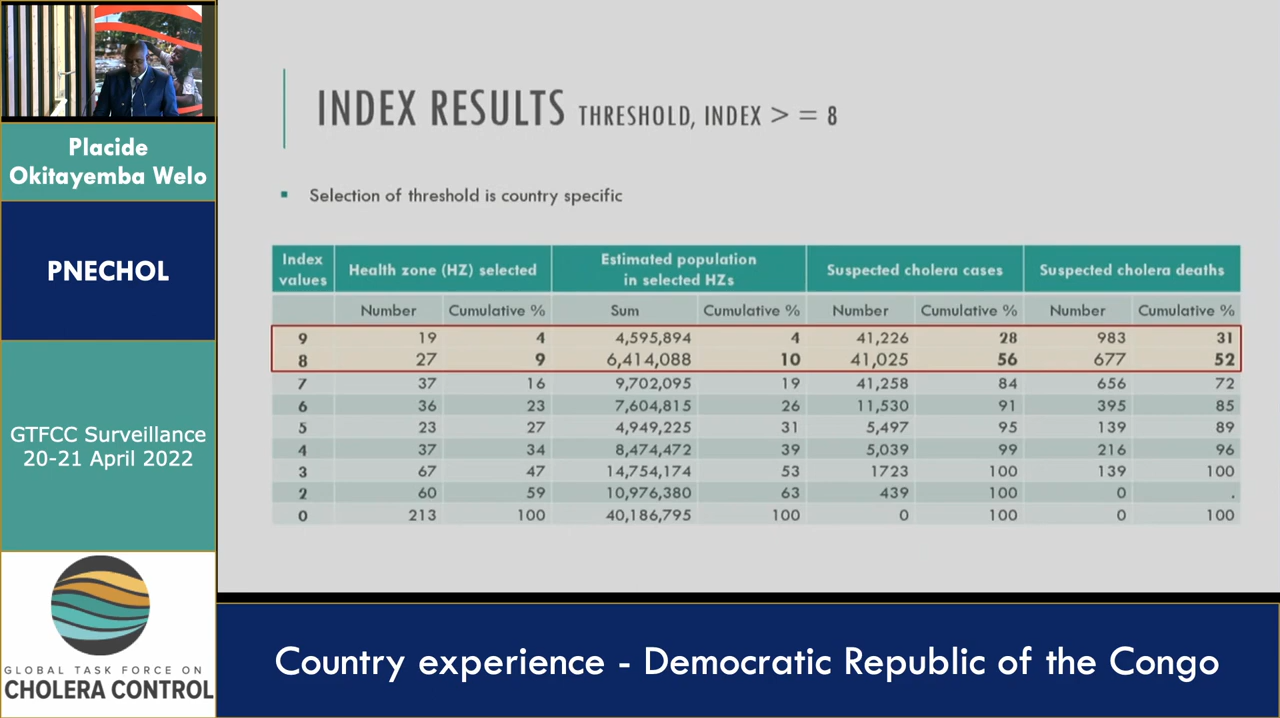 Placide
Okitayemba Welo
PNECHOL
GTFCC Surveillance
20-21 April 2022
GLOBAL TASK FORCE ON
CHOLERA CONTROL
INDEX RESULTS THRESHOLD, INDEX > = 8
Selection of threshold is country specific
Index values | Health zone (HZ) selected | Estimated population in selected HZs | Suspected cholera cases | Suspected cholera deaths
Number | Cumulative % | Sum | Cumulative % | Number | Cumulative % | Number | Cumulative %
9 | 19 | 4 | 4,595,894 | 4 | 41,226 | 28 | 983 | 31
8 | 27 | 9 | 6,414,088 | 10 | 41,025 | 56 | 677 | 52
7 | 37 | 16 | 9,702,095 | 19 | 41,258 | 84 | 656 | 72
6 | 36 | 23 | 7,604,815 | 26 | 11,530 | 91 | 395 | 85
5 | 23 | 27 | 4,949,225 | 31 | 5,497 | 95 | 139 | 89
4 | 37 | 34 | 8,474,472 | 39 | 5,039 | 99 | 216 | 96
3 | 67 | 47 | 14,754,174 | 53 | 1723 | 100 | 139 | 100
2 | 60 | 59 | 10,976,380 | 63 | 439 | 100 | 0 | .
0 | 213 | 100 | 40,186,795 | 100 | 0 | 100 | 0 | 100
Country experience - Democratic Republic of the Congo